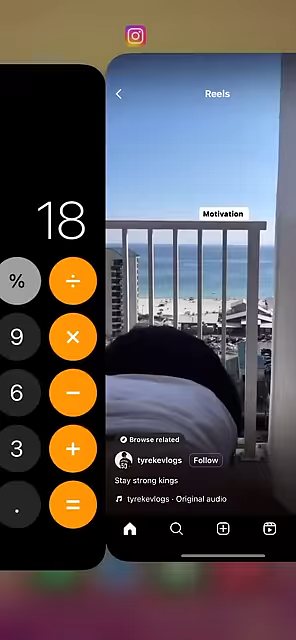 18
%
÷
9
×
6
−
3
+
.
=
Reels
Motivation
Browse related
tyrekevlogs
Follow
Stay strong kings
tyrekevlogs · Original audio